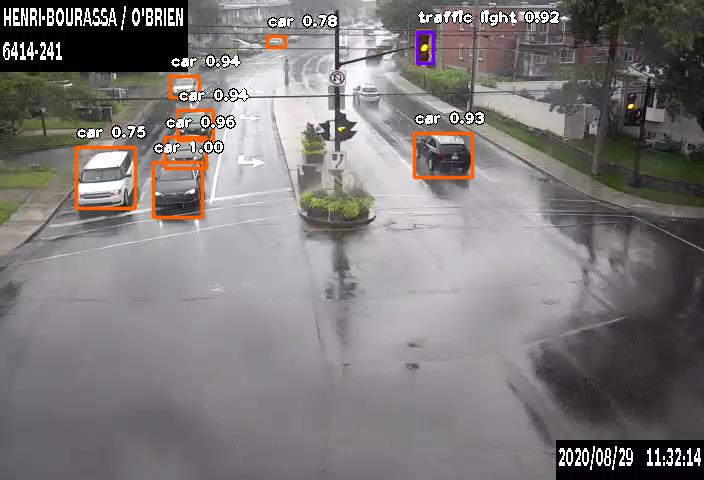 HENRI-BOURASSA / O'BRIEN
6414-241
car 0.78
traffic light 0.92
car 0.94
car 0.94
car 0.96
car 0.93
car 0.75
car 1.00
2020/08/29 11:32:14